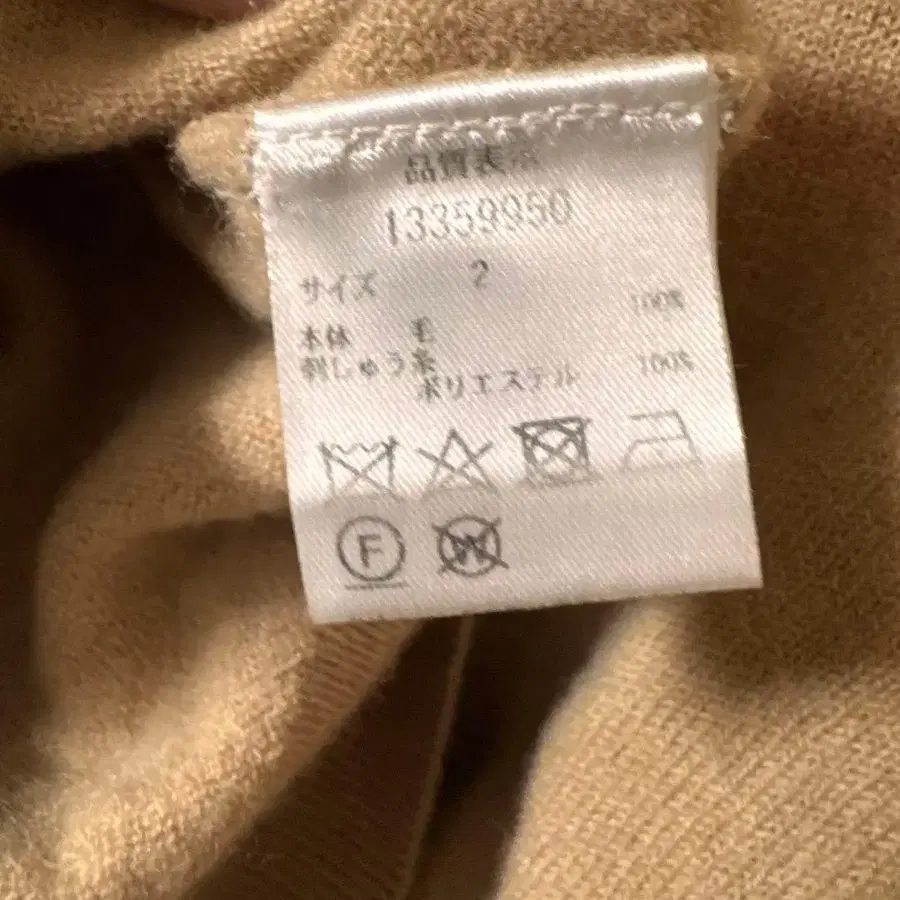 品質表示
13359950
サイズ 2
本体 毛 100%
刺しゅう糸
ポリエステル 100%
F W